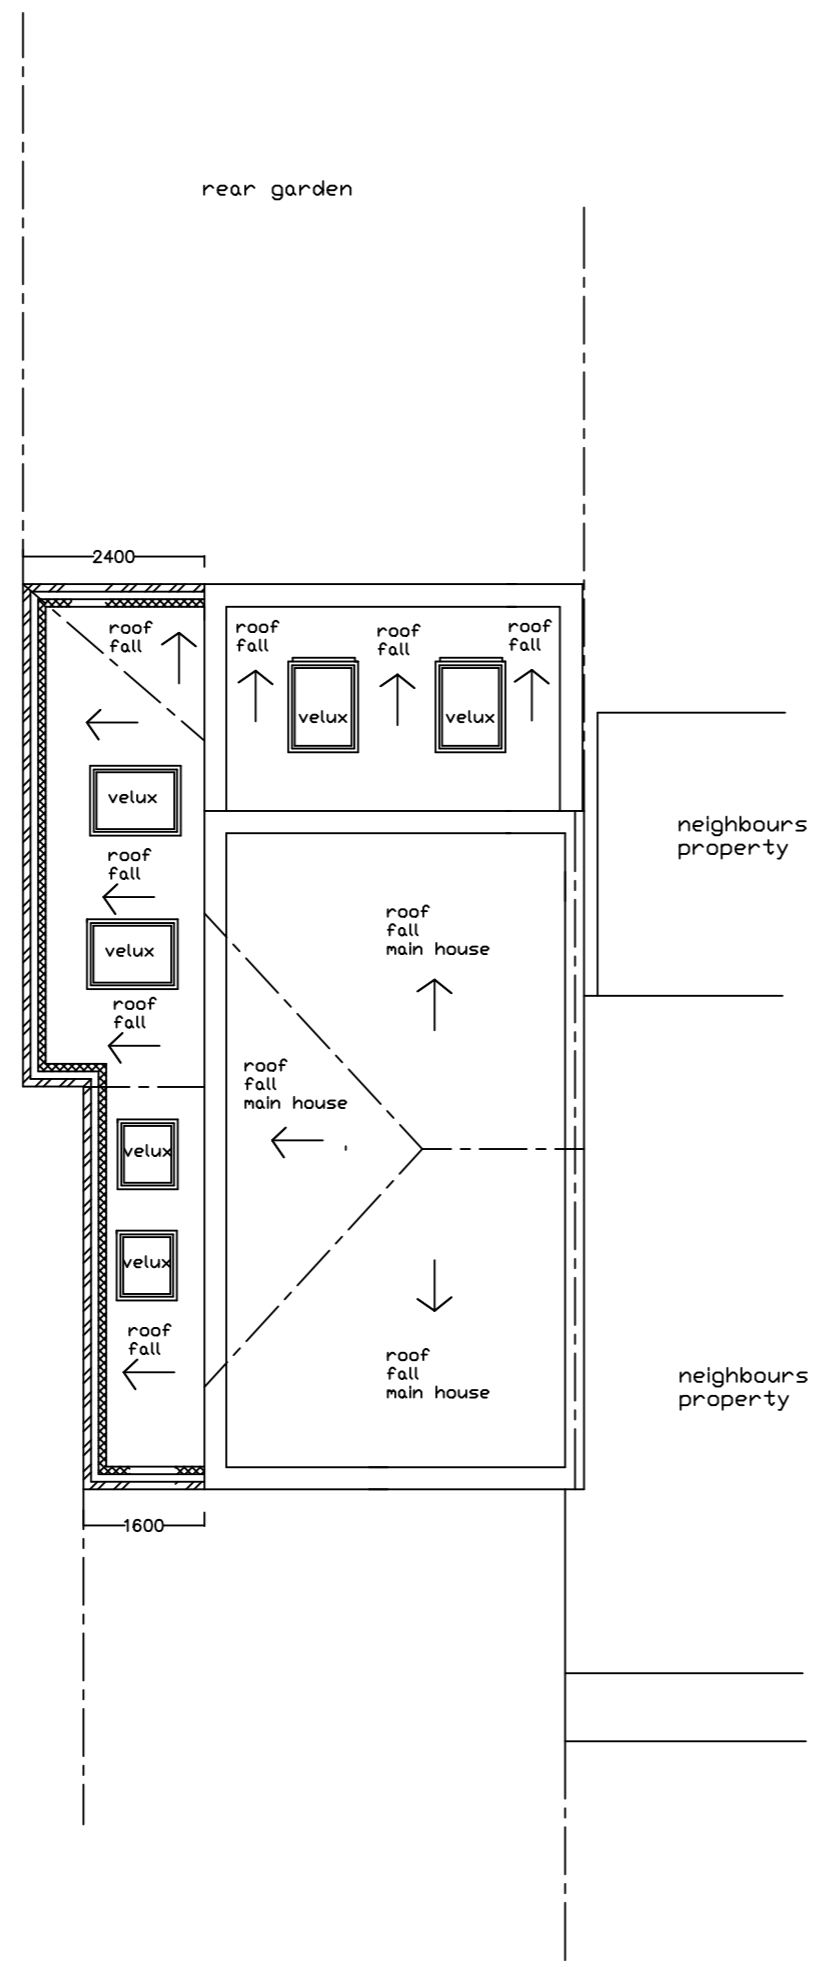 rear garden
2400
roof
fall
roof
fall
roof
fall
roof
fall
velux
velux
velux
neighbours
property
roof
fall
roof
fall
main house
velux
roof
fall
roof
fall
main house
velux
velux
roof
fall
roof
fall
main house
neighbours
property
1600